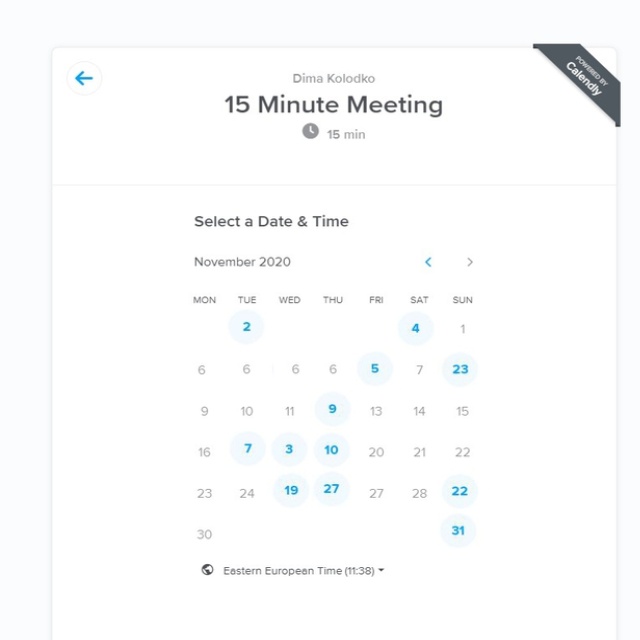 POWERED BY
Calendly
Dima Kolodko
15 Minute Meeting
15 min
Select a Date & Time
November 2020
MON TUE WED THU FRI SAT SUN
2 4 1
6 6 6 6 5 7 23
9 10 11 9 13 14 15
16 7 3 10 20 21 22
23 24 19 27 27 28 22
30 31
Eastern European Time (11:38)